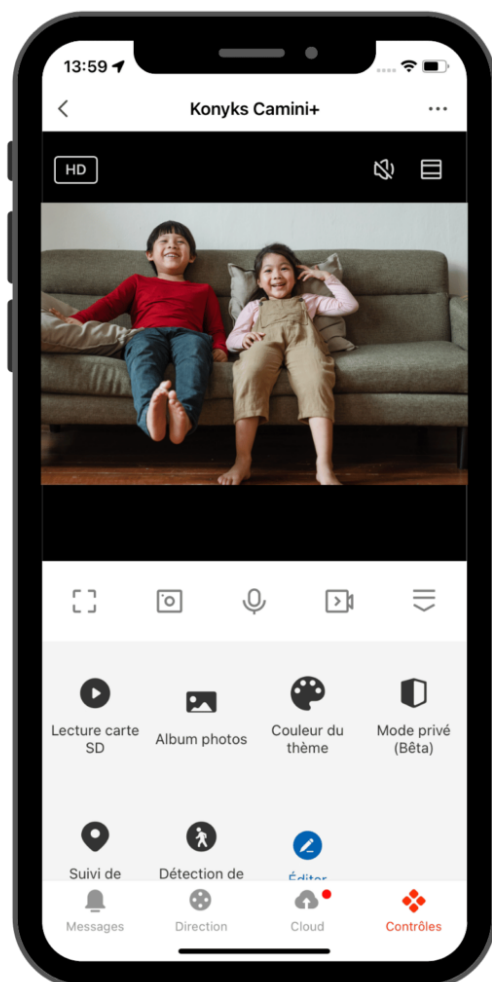 13:59
Konyks Camini+
HD
Lecture carte
SD
Album photos
Couleur du
thème
Mode privé
(Bêta)
Suivi de
Détection de
Éditer
Messages
Direction
Cloud
Contrôles